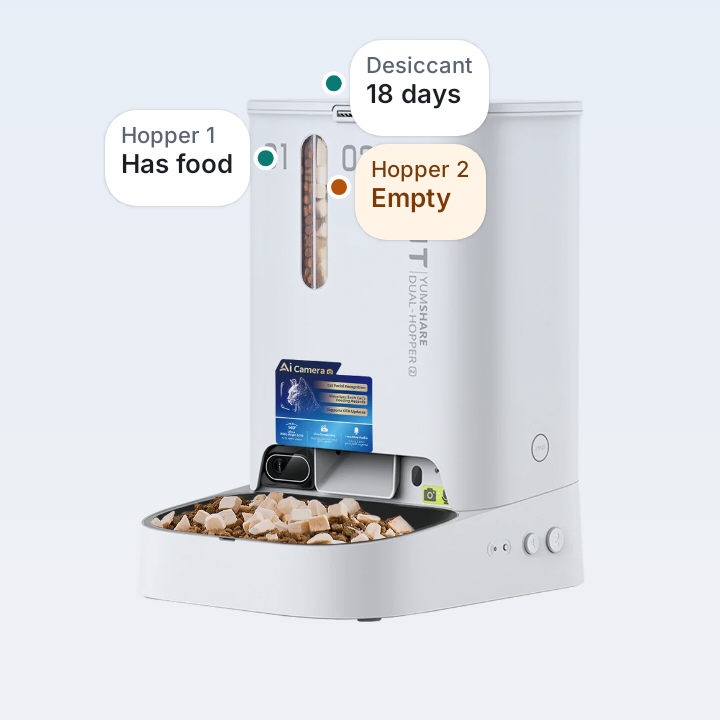 Desiccant
18 days
Hopper 1
Has food
Hopper 2
Empty
YUMSHARE
DUAL-HOPPER
Ai Camera